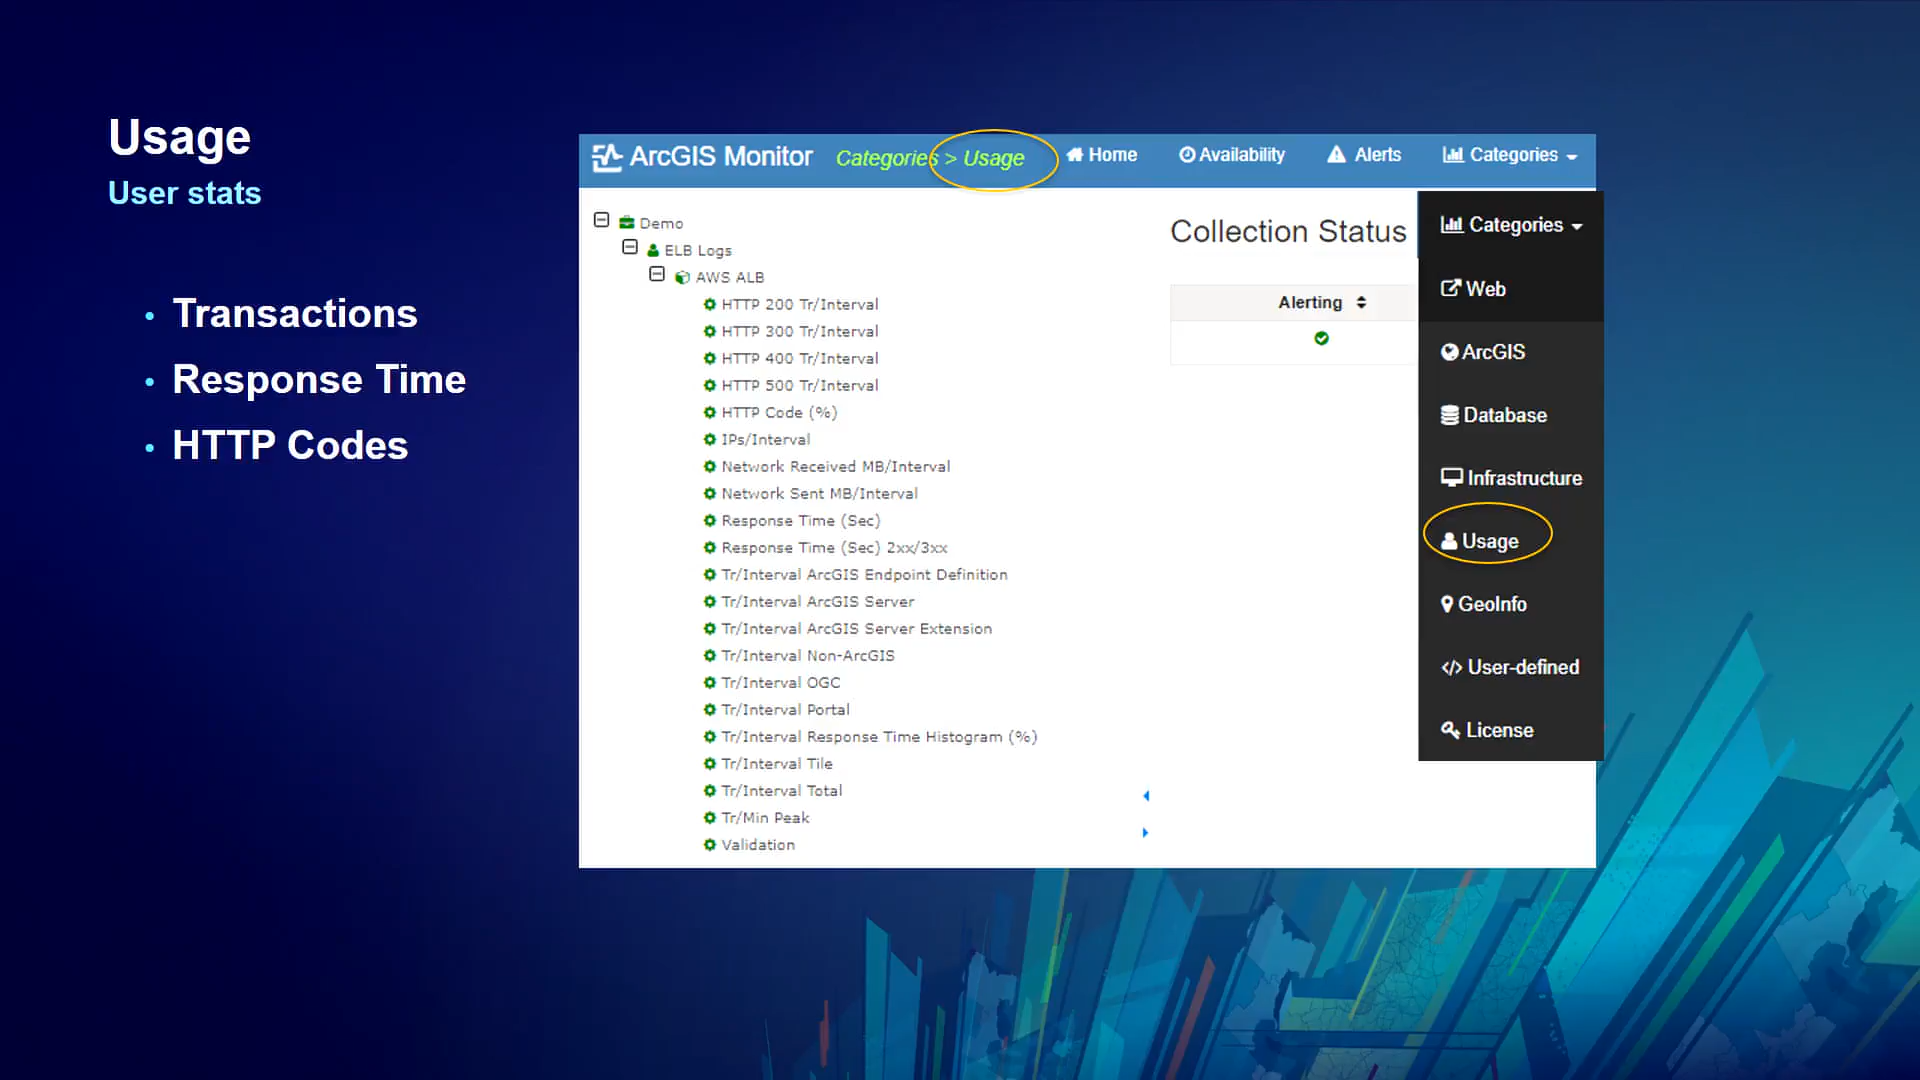 Usage
User stats
Transactions
Response Time
HTTP Codes
ArcGIS Monitor Categories > Usage Home Availability Alerts Categories
Demo
ELB Logs
AWS ALB
HTTP 200 Tr/Interval
HTTP 300 Tr/Interval
HTTP 400 Tr/Interval
HTTP 500 Tr/Interval
HTTP Code (%)
IPs/Interval
Network Received MB/Interval
Network Sent MB/Interval
Response Time (Sec)
Response Time (Sec) 2xx/3xx
Tr/Interval ArcGIS Endpoint Definition
Tr/Interval ArcGIS Server
Tr/Interval ArcGIS Server Extension
Tr/Interval Non-ArcGIS
Tr/Interval OGC
Tr/Interval Portal
Tr/Interval Response Time Histogram (%)
Tr/Interval Tile
Tr/Interval Total
Tr/Min Peak
Validation
Collection Status
Alerting
Categories
Web
ArcGIS
Database
Infrastructure
Usage
GeoInfo
User-defined
License